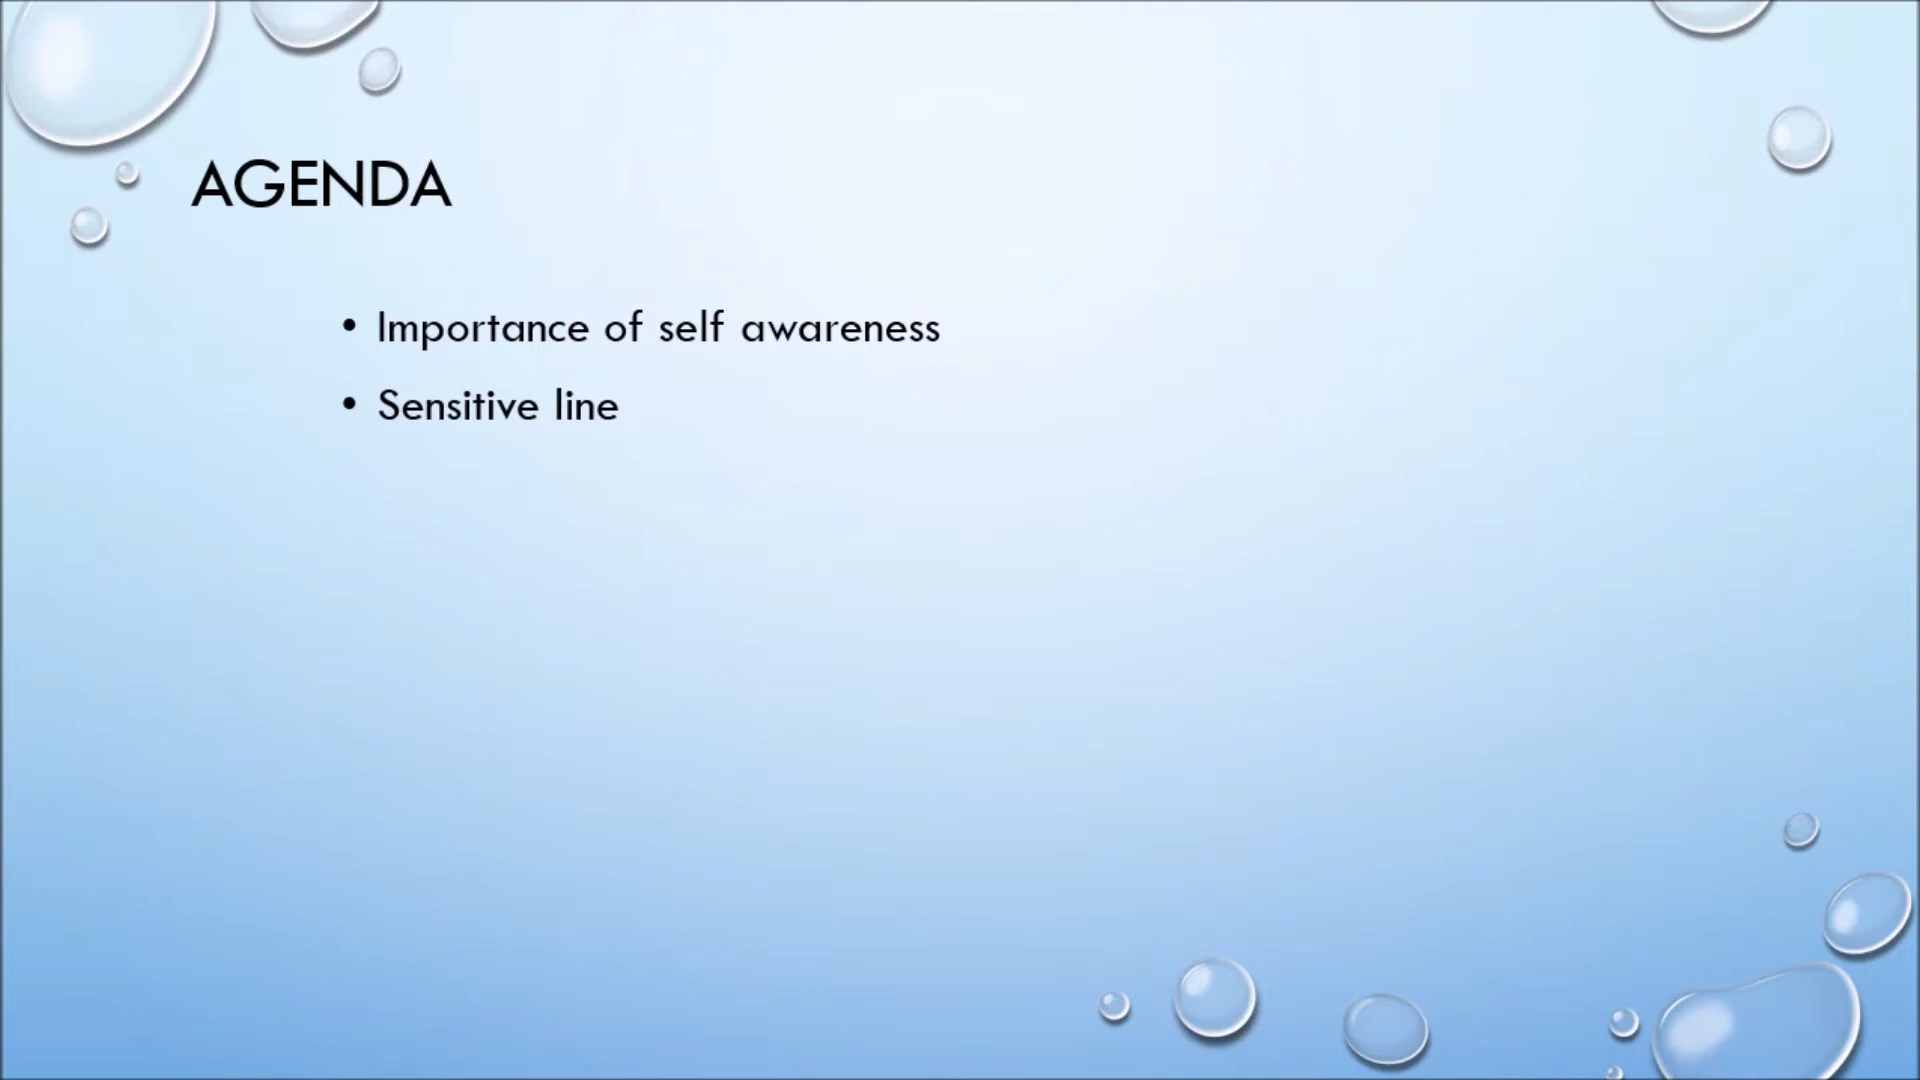 AGENDA
• Importance of self awareness
• Sensitive line